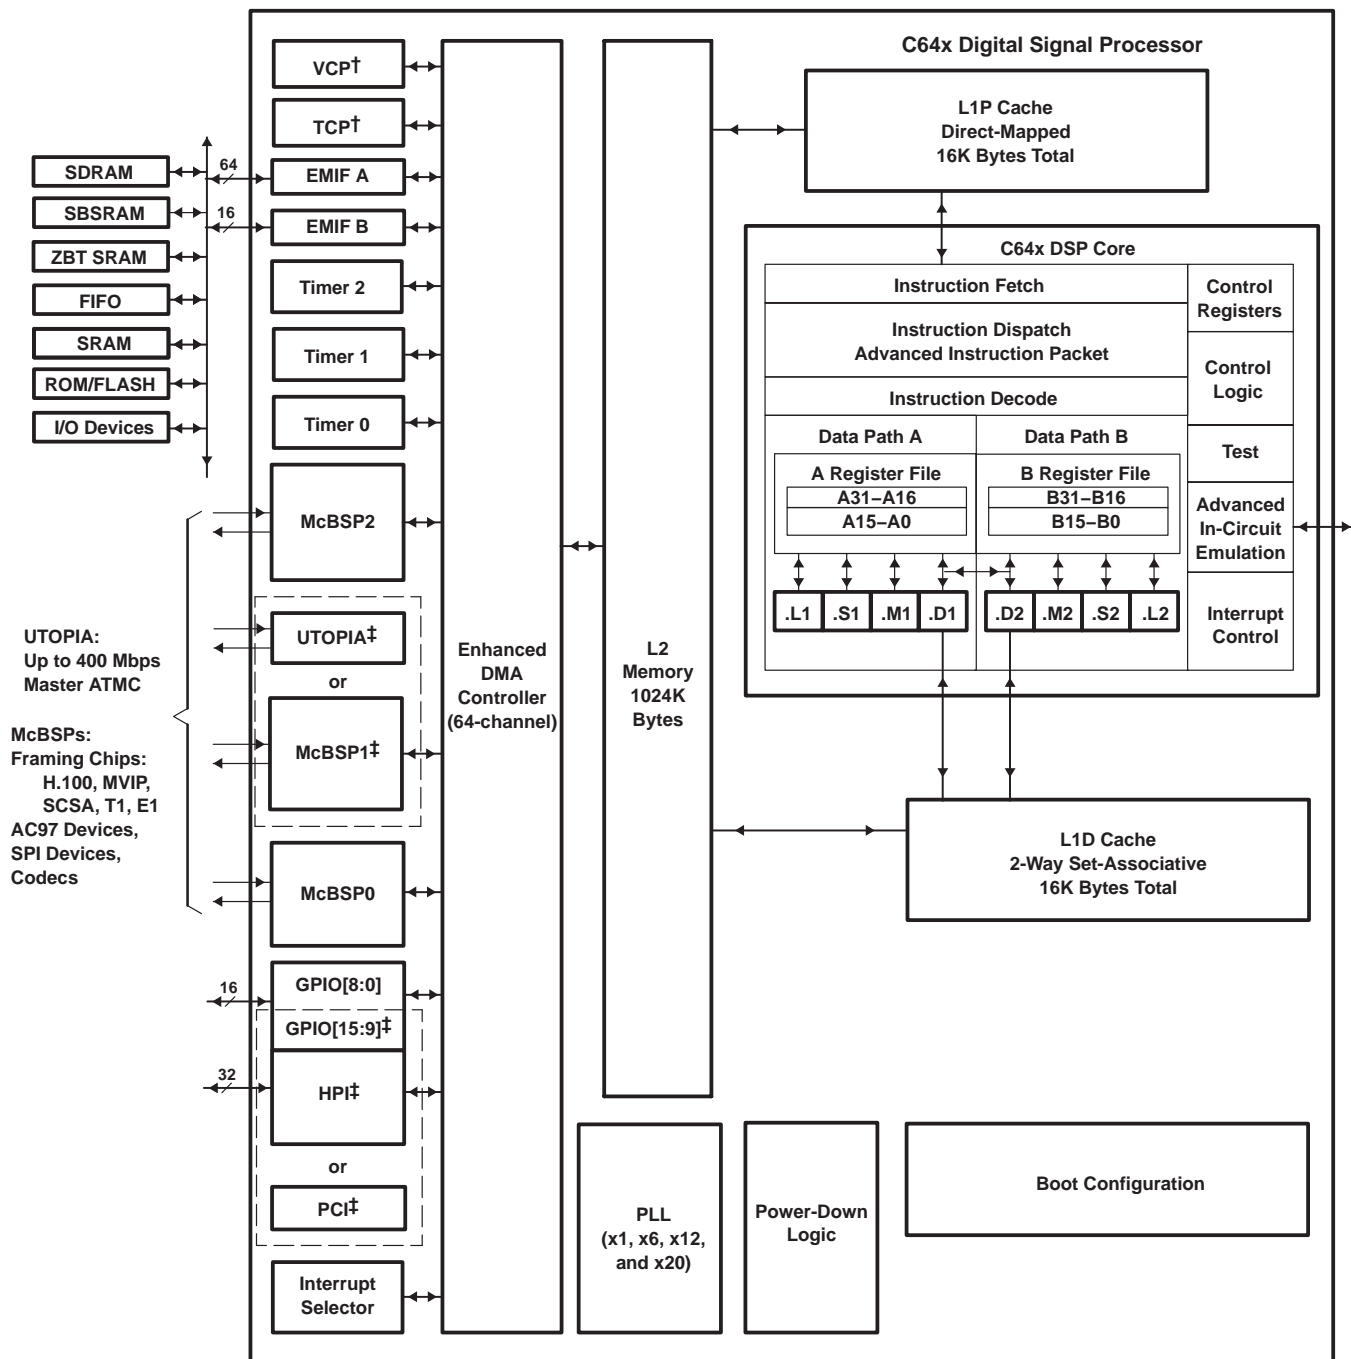 C64x Digital Signal Processor
VCP†
TCP†
EMIF A
EMIF B
Timer 2
Timer 1
Timer 0
McBSP2
UTOPIA‡
or
McBSP1‡
McBSP0
GPIO[8:0]
GPIO[15:9]‡
HPI‡
or
PCI‡
Interrupt
Selector
64
16
16
32
SDRAM
SBSRAM
ZBT SRAM
FIFO
SRAM
ROM/FLASH
I/O Devices
UTOPIA:
Up to 400 Mbps
Master ATMC
McBSPs:
Framing Chips:
H.100, MVIP,
SCSA, T1, E1
AC97 Devices,
SPI Devices,
Codecs
Enhanced
DMA
Controller
(64-channel)
L2
Memory
1024K
Bytes
L1P Cache
Direct-Mapped
16K Bytes Total
C64x DSP Core
Instruction Fetch
Instruction Dispatch
Advanced Instruction Packet
Instruction Decode
Data Path A
Data Path B
A Register File
A31–A16
A15–A0
B Register File
B31–B16
B15–B0
.L1
.S1
.M1
.D1
.D2
.M2
.S2
.L2
Control
Registers
Control
Logic
Test
Advanced
In-Circuit
Emulation
Interrupt
Control
L1D Cache
2-Way Set-Associative
16K Bytes Total
PLL
(x1, x6, x12,
and x20)
Power-Down
Logic
Boot Configuration